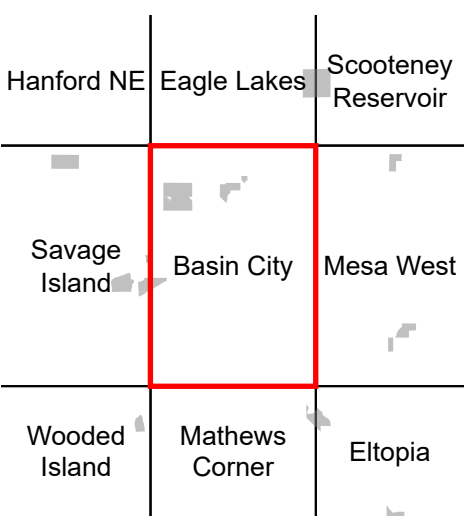 Hanford NE
Eagle Lakes
Scooteney
Reservoir
Savage
Island
Basin City
Mesa West
Wooded
Island
Mathews
Corner
Eltopia